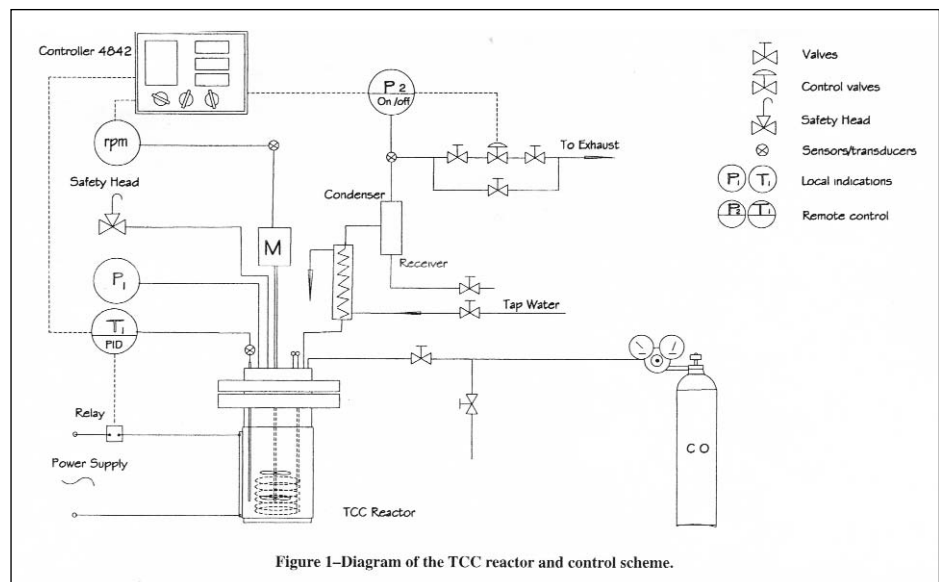 Controller 4842
rpm
Safety Head
P1
T1
PID
Relay
Power Supply
M
P2
On/off
To Exhaust
Condenser
Receiver
Tap Water
TCC Reactor
CO
Valves
Control valves
Safety Head
Sensors/transducers
P1 T1 Local indications
P2 T1 Remote control
Figure 1–Diagram of the TCC reactor and control scheme.